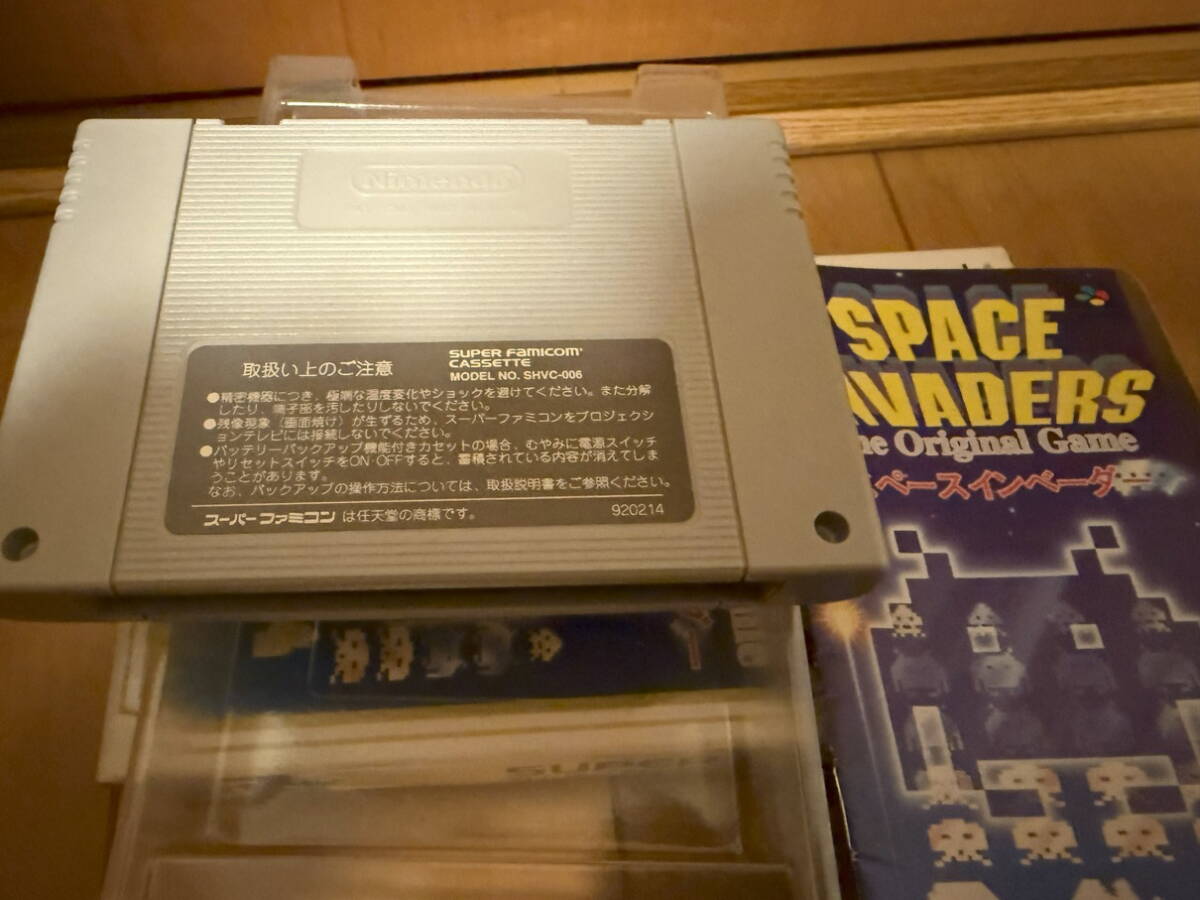 Nintendo
取扱い上のご注意
SUPER FAMICOM
CASSETTE
MODEL NO. SHVC-006
●精密機器につき、極端な温度変化やショックを避けてください。また分解
したり、端子部を汚したりしないでください。
●残像現象（画面焼け）が生ずるため、スーパーファミコンをプロジェクシ
ョンテレビには接続しないでください。
●バッテリーバックアップ機能付きカセットの場合、むやみに電源スイッチ
やリセットスイッチをON・OFFすると、蓄積されている内容が消えてしま
うことがあります。
なお、バックアップの操作方法については、取扱説明書をご参照ください。
スーパーファミコンは任天堂の商標です。
920214
SPACE
VADERS
he Original Game
ペースインベーダー
SUPER